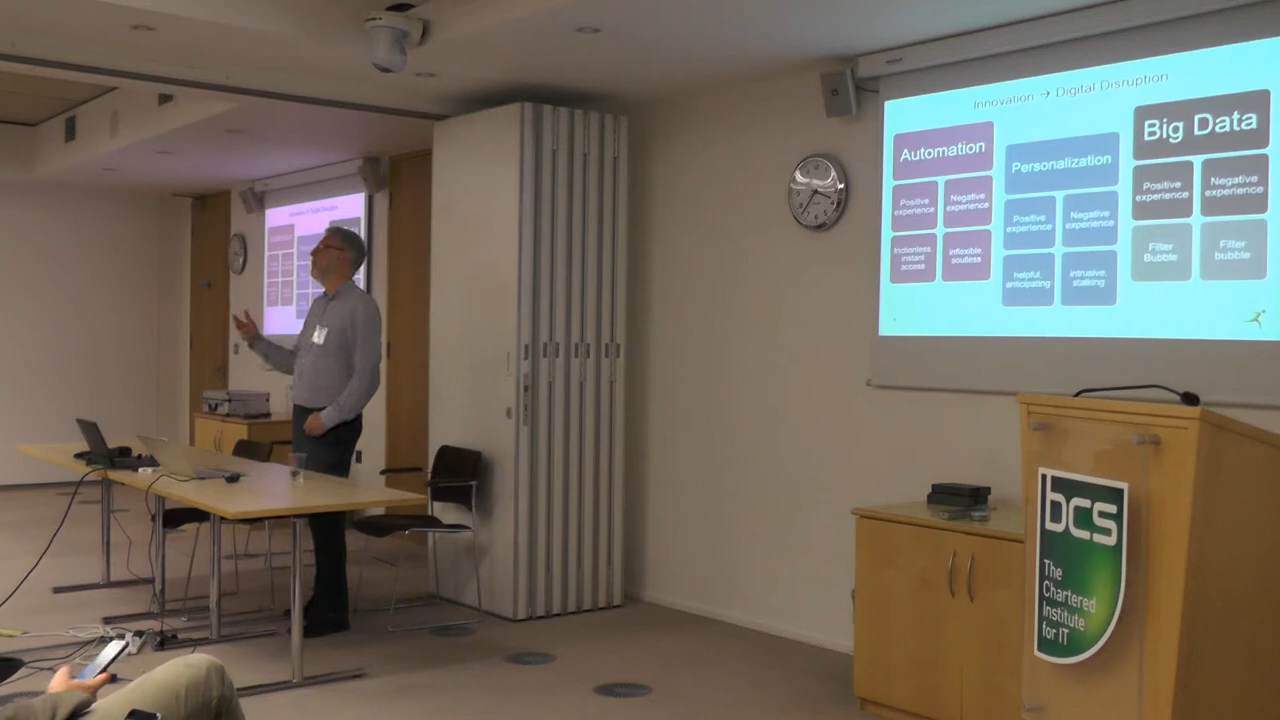 Innovation → Digital Disruption
Automation
Positive
experience
Negative
experience
frictionless,
instant
access
inflexible,
soulless
Personalization
Positive
experience
Negative
experience
helpful,
anticipating
intrusive,
stalking
Big Data
Positive
experience
Negative
experience
Filter
Bubble
Filter
bubble
bcs
The
Chartered
Institute
for IT